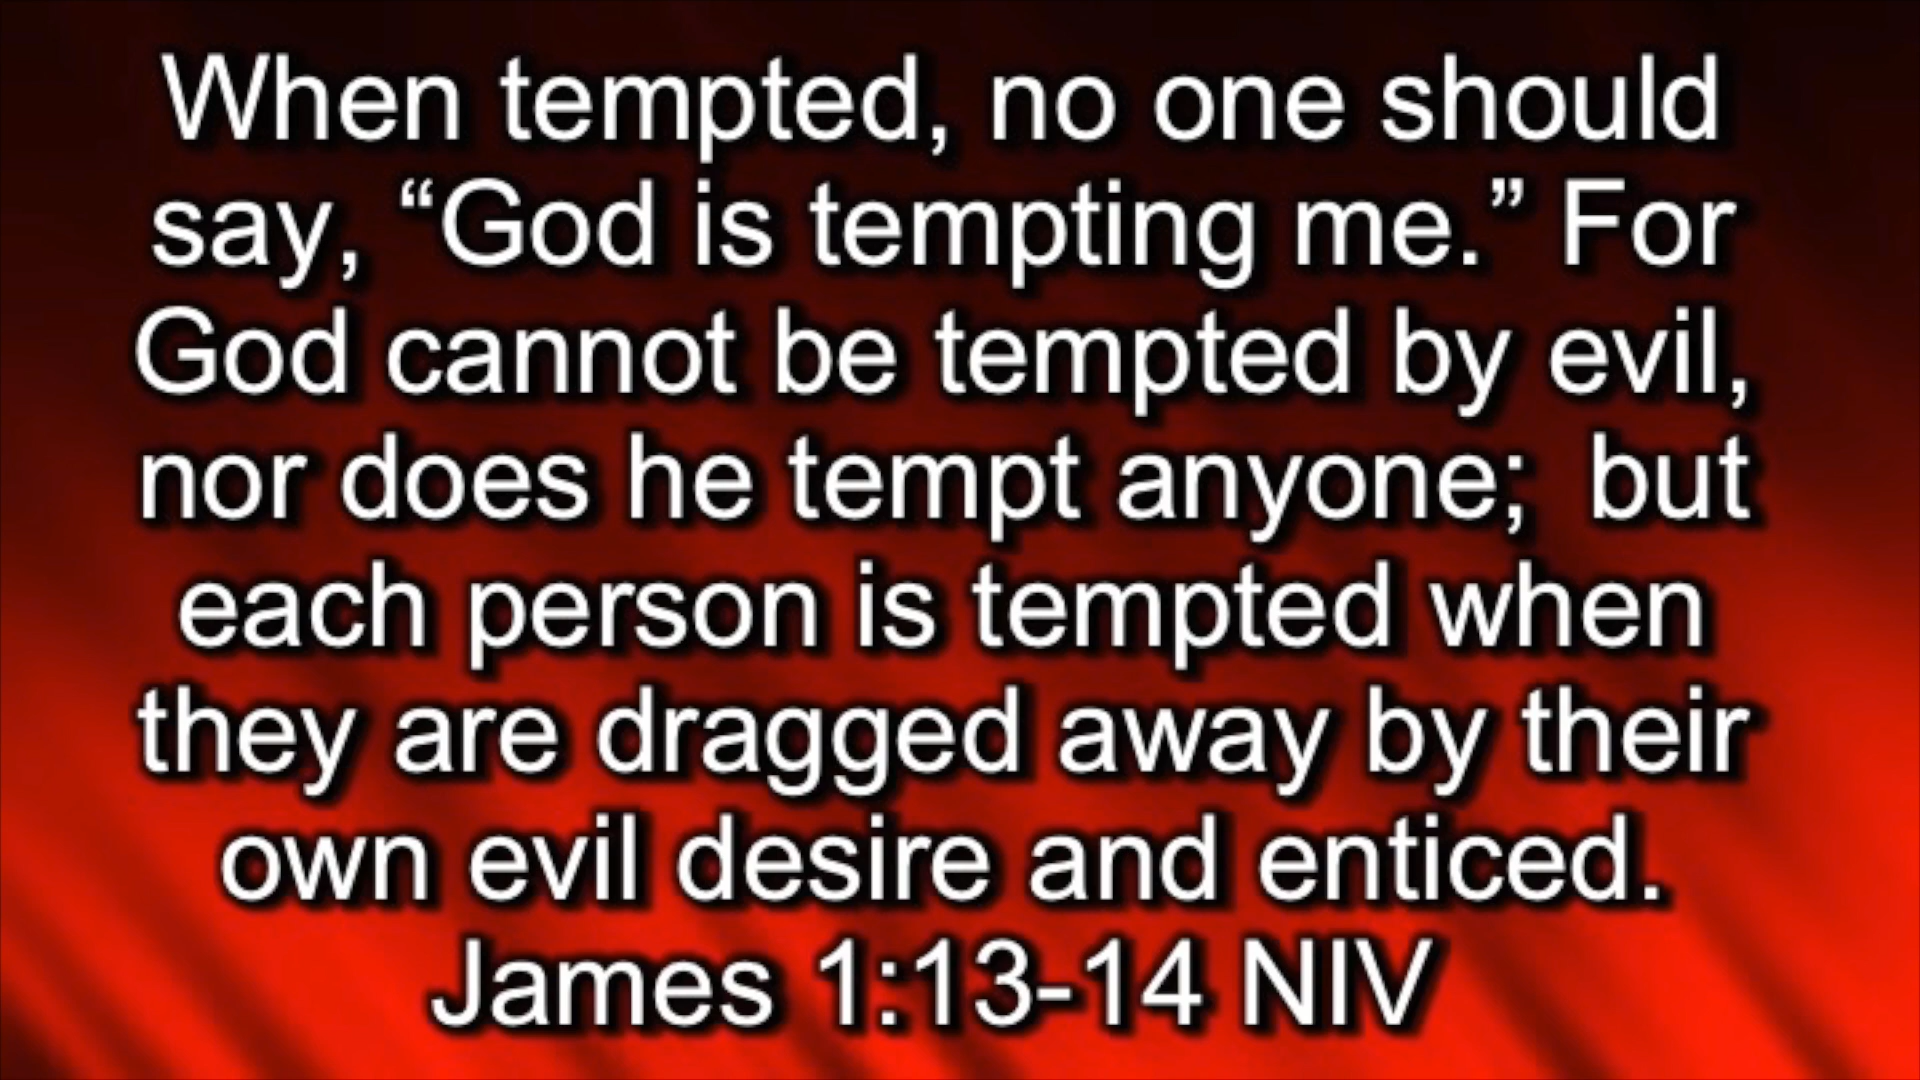 When tempted, no one should
say, “God is tempting me.” For
God cannot be tempted by evil,
nor does he tempt anyone;  but
each person is tempted when
they are dragged away by their
own evil desire and enticed.
James 1:13-14 NIV